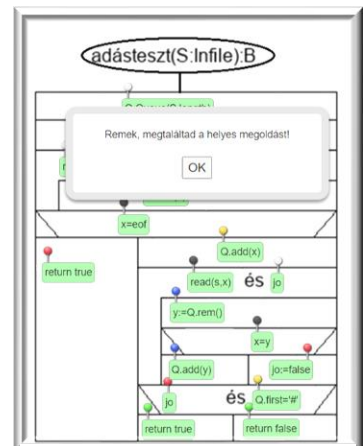 adásteszt(S:Infile):B
Remek, megtaláltad a helyes megoldást!
OK
x=eof
Q.add(x)
return true
read(s,x) és jo
y:=Q.rem()
x=y
Q.add(y) jo:=false
jo és Q.first='#'
return true return false